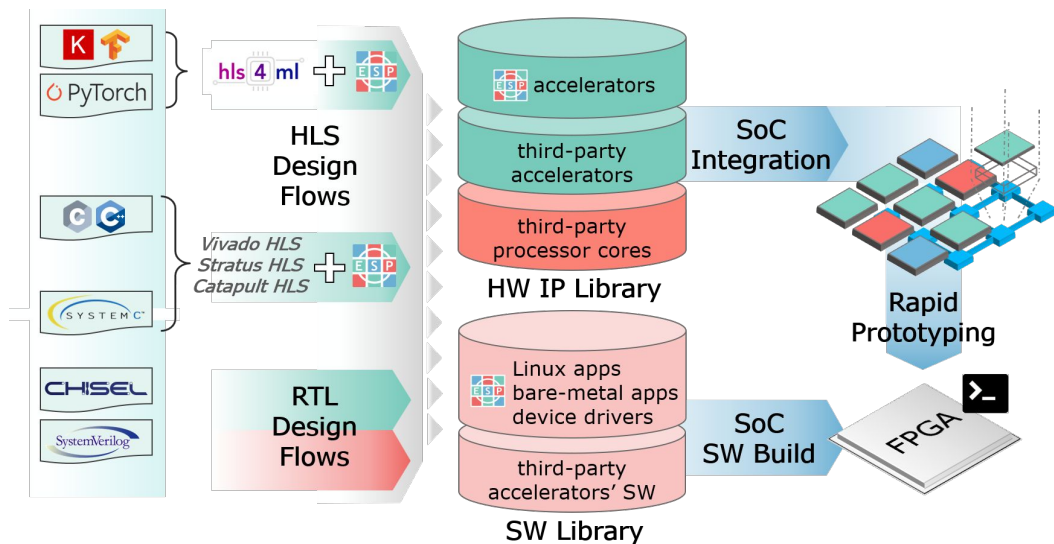 K
PyTorch
C
C++
SYSTEM C™
CHISEL
SystemVerilog
hls 4 ml
ESP
HLS
Design
Flows
Vivado HLS
Stratus HLS
Catapult HLS
ESP
RTL
Design
Flows
ESP accelerators
third-party
accelerators
third-party
processor cores
HW IP Library
Linux apps
ESP bare-metal apps
device drivers
third-party
accelerators’ SW
SW Library
SoC
Integration
Rapid
Prototyping
SoC
SW Build
FPGA
>_